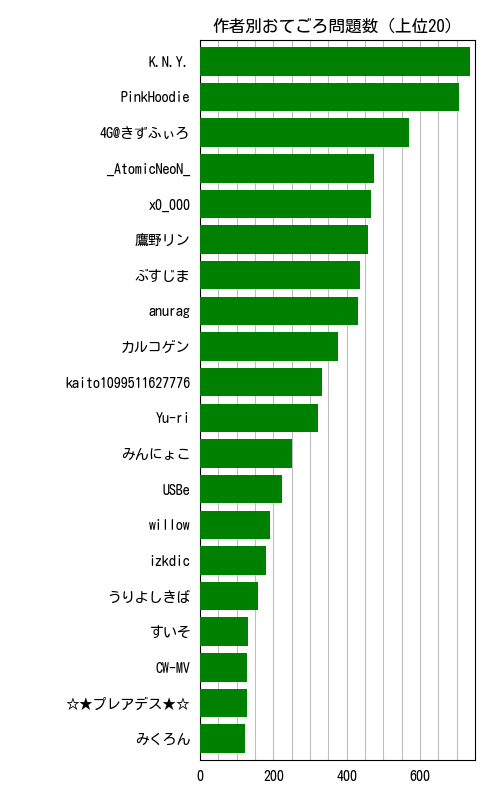 作者別おてごろ問題数（上位20）
K.N.Y.
PinkHoodie
4G@きずふぃろ
_AtomicNeoN_
x0_000
鷹野リン
ぶすじま
anurag
カルコゲン
kaito1099511627776
Yu-ri
みんにょこ
USBe
willow
izkdic
うりよしきば
すいそ
CW-MV
☆★プレアデス★☆
みくろん
0 200 400 600